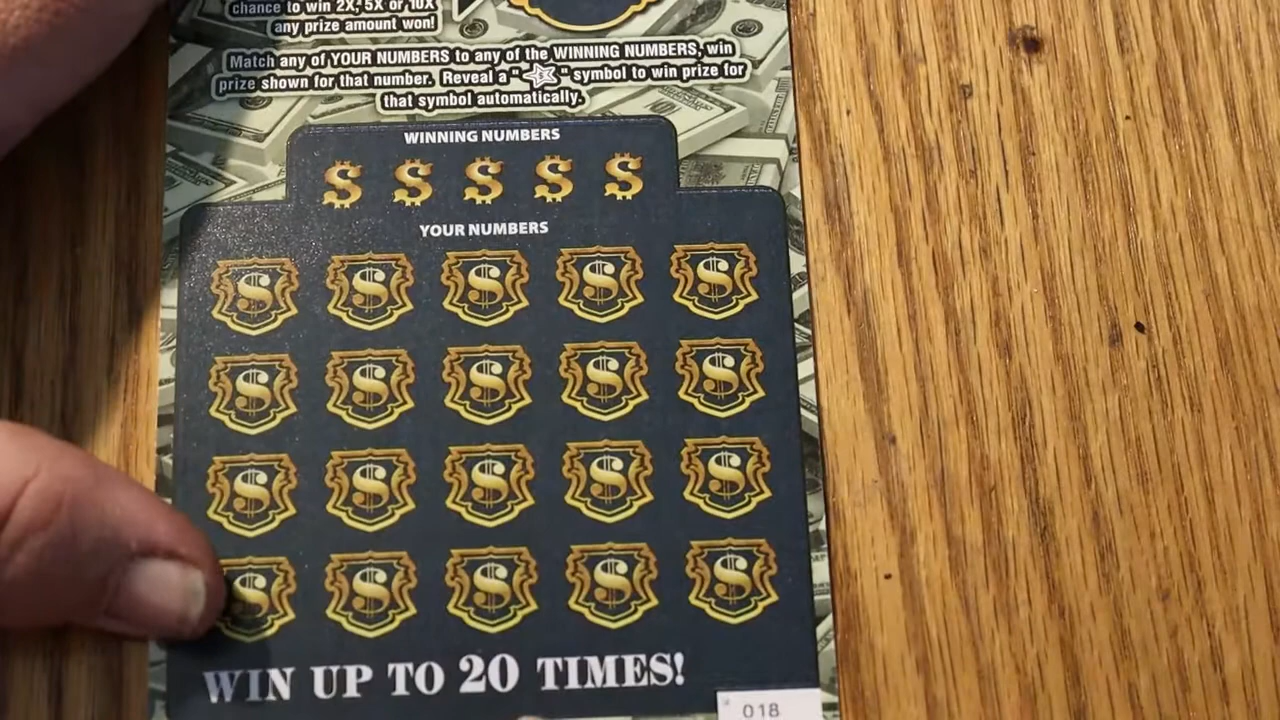 chance to win 2X, 5X or 10X
any prize amount won!
Match any of YOUR NUMBERS to any of the WINNING NUMBERS, win
prize shown for that number. Reveal a " " symbol to win prize for
that symbol automatically.
WINNING NUMBERS
$ $ $ $ $
YOUR NUMBERS
$ $ $ $ $
$ $ $ $ $
$ $ $ $ $
$ $ $ $ $
WIN UP TO 20 TIMES!
018